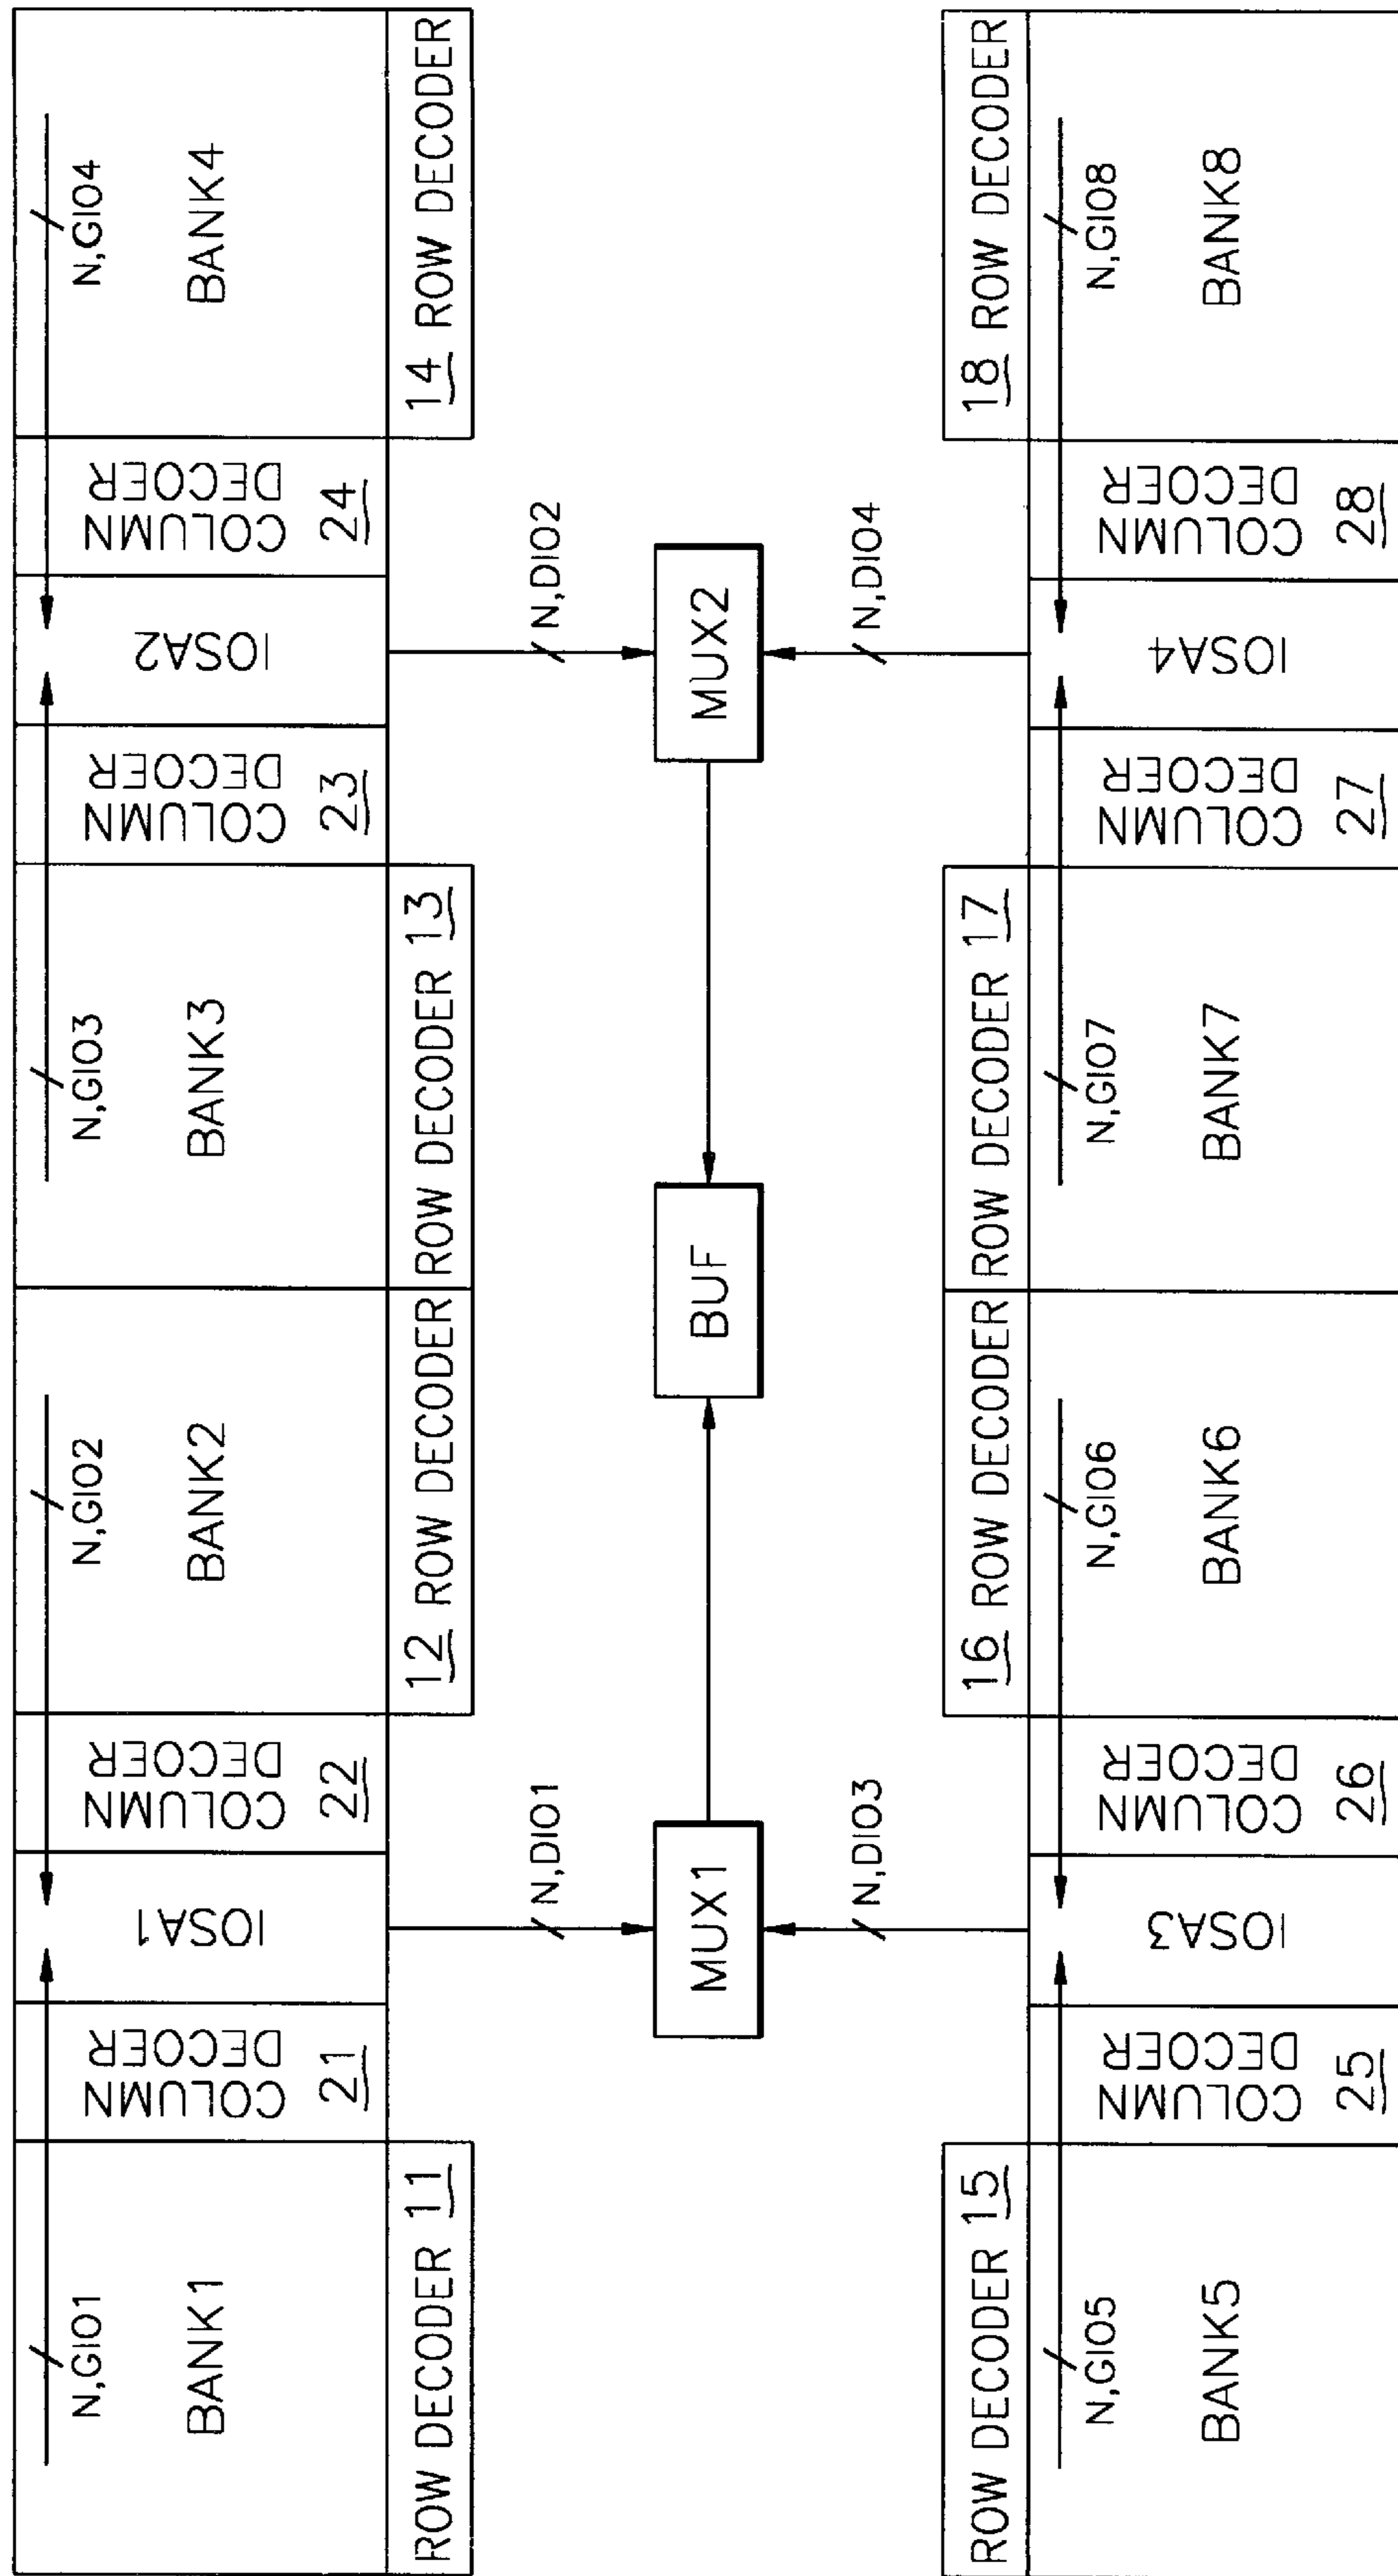 N,GIO1
BANK1
ROW DECODER 11
COLUMN
DECOER
21
IOSA1
COLUMN
DECOER
22
N,GIO2
BANK2
12 ROW DECODER
N,GIO3
BANK3
ROW DECODER 13
COLUMN
DECOER
23
IOSA2
COLUMN
DECOER
24
N,GIO4
BANK4
14 ROW DECODER
N,DIO1
N,DIO2
MUX1
BUF
MUX2
N,DIO3
N,DIO4
ROW DECODER 15
N,GIO5
BANK5
COLUMN
DECOER
25
IOSA3
COLUMN
DECOER
26
16 ROW DECODER
N,GIO6
BANK6
ROW DECODER 17
N,GIO7
BANK7
COLUMN
DECOER
27
IOSA4
COLUMN
DECOER
28
18 ROW DECODER
N,GIO8
BANK8